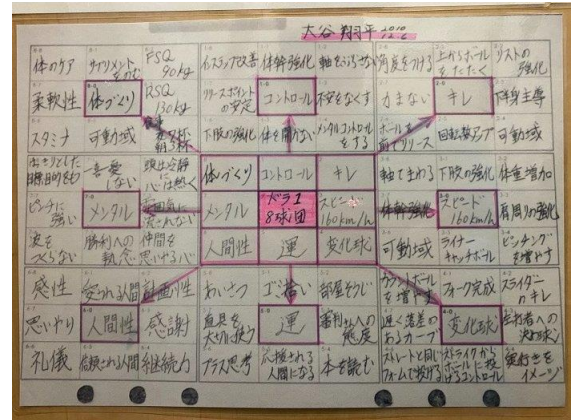 大谷 翔平 2010 12.6
体のケア サプリメントをのむ FSQ 90kg インステップ改善 体幹強化 軸をぶらさない 角度をつける 上からボールをたたく リストの強化
柔軟性 体づくり RSQ 130kg リリースポイントの安定 コントロール 不安をなくす 力まない キレ 下半身主導
スタミナ 可動域 食事 夜7杯 朝3杯 下肢の強化 体を開かない メンタルコントロールをする ボールを前でリリース 回転数アップ 可動域
はっきりとした目標、目的をもつ 一喜一憂しない 頭は冷静に心は熱く 体づくり コントロール キレ 軸でまわる 下肢の強化 体重増加
ピンチに強い メンタル 雰囲気に流されない メンタル ドラ1 8球団 スピード 160km/h 体幹強化 スピード 160km/h 肩周りの強化
波をつくらない 勝利への執念 仲間を思いやる心 人間性 運 変化球 可動域 ライナーキャッチボール ピッチングを増やす
感性 愛される人間 計画性 あいさつ ゴミ拾い 部屋そうじ カウントボールを増やす フォーク完成 スライダーのキレ
思いやり 人間性 感謝 道具を大切に使う 運 審判さんへの態度 遅く落差のあるカーブ 変化球 左打者への決め球
礼儀 信頼される人間 継続力 プラス思考 応援される人間になる 本を読む ストレートと同じフォームで投げる ストライクからボールに投げるコントロール 奥行きをイメージ